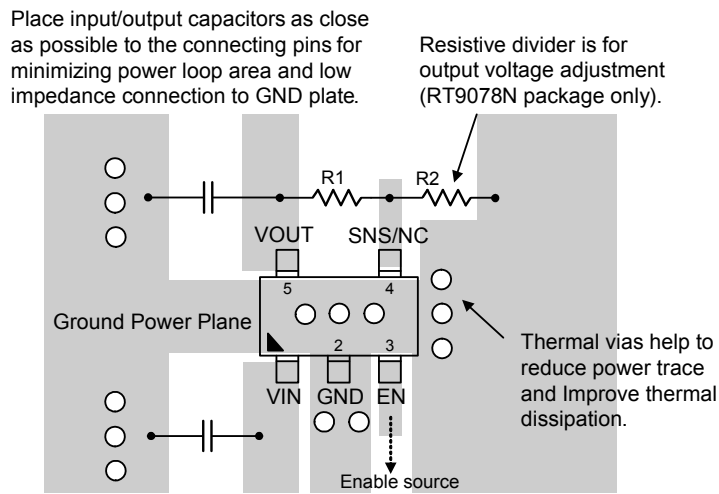 Place input/output capacitors as close
as possible to the connecting pins for
minimizing power loop area and low
impedance connection to GND plate.
Resistive divider is for
output voltage adjustment
(RT9078N package only).
R1
R2
VOUT
SNS/NC
5
4
Ground Power Plane
2
3
VIN
GND
EN
Thermal vias help to
reduce power trace
and Improve thermal
dissipation.
Enable source